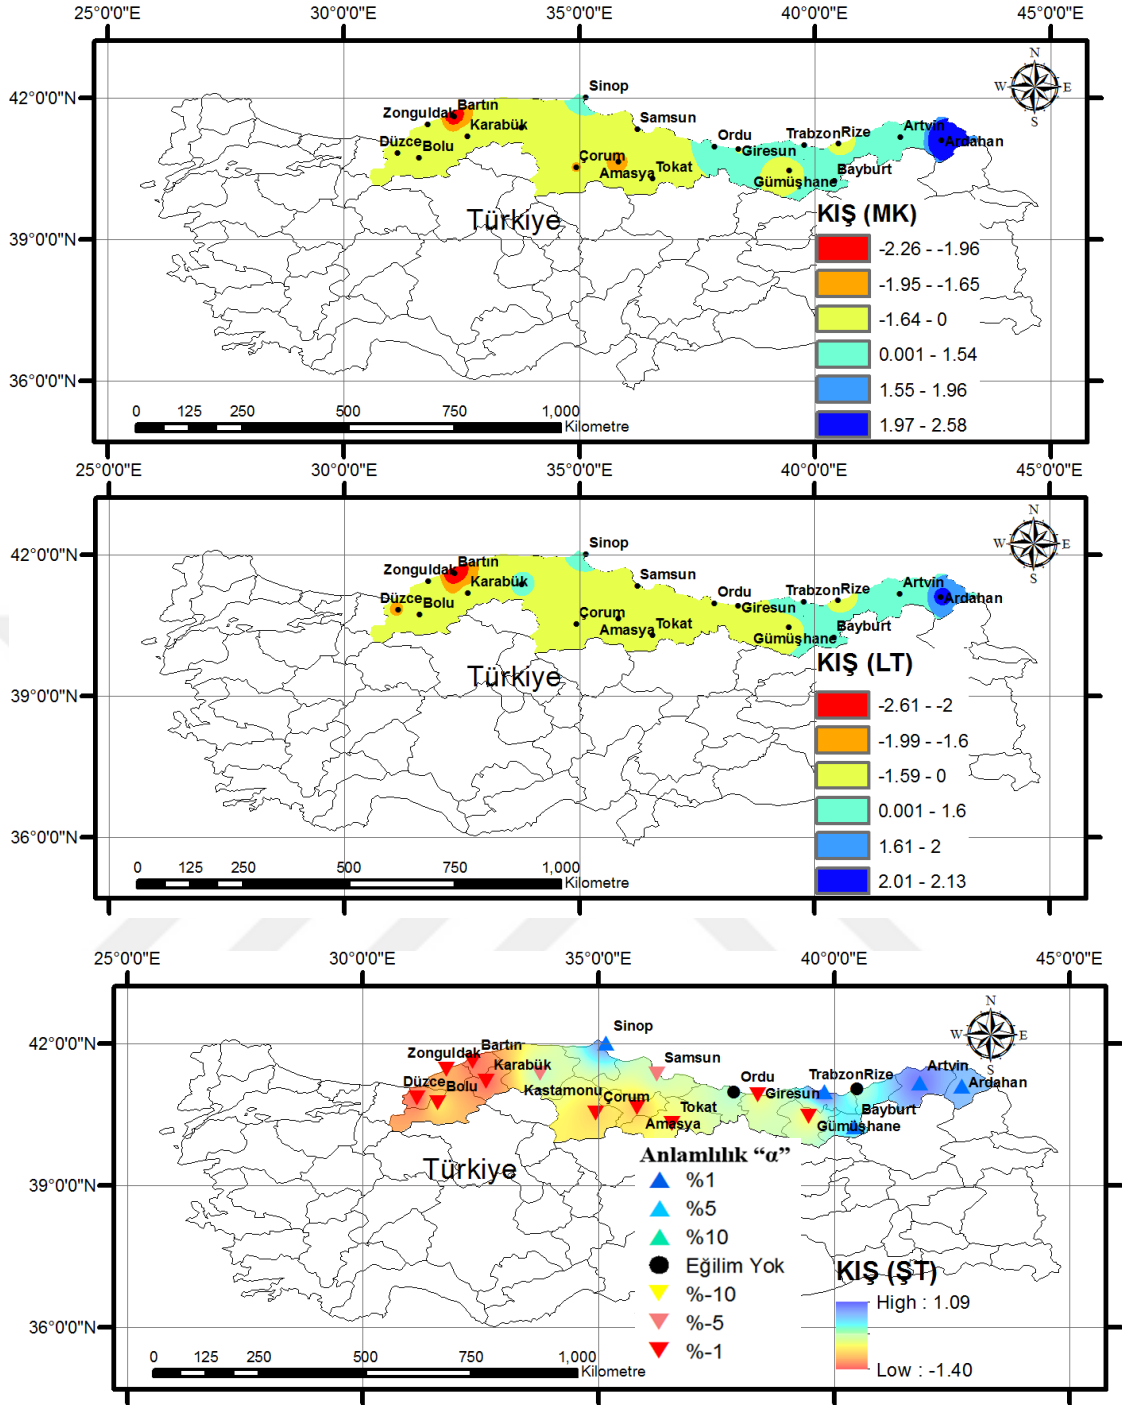 25°0'0"E 30°0'0"E 35°0'0"E 40°0'0"E 45°0'0"E
N
W E
S
42°0'0"N
39°0'0"N
36°0'0"N
Sinop
Bartın
Zonguldak
Karabük
Samsun
Düzce
Bolu
Ordu
Trabzon
Rize
Artvin
Giresun
Ardahan
Çorum
Amasya
Tokat
Gümüşhane
Bayburt
Türkiye
KIŞ (MK)
-2.26 - -1.96
-1.95 - -1.65
-1.64 - 0
0.001 - 1.54
1.55 - 1.96
1.97 - 2.58
0 125 250 500 750 1,000
Kilometre
25°0'0"E 30°0'0"E 35°0'0"E 40°0'0"E 45°0'0"E
N
W E
S
42°0'0"N
39°0'0"N
36°0'0"N
Sinop
Bartın
Zonguldak
Karabük
Samsun
Düzce
Bolu
Ordu
Trabzon
Rize
Artvin
Giresun
Ardahan
Çorum
Amasya
Tokat
Gümüşhane
Bayburt
Türkiye
KIŞ (LT)
-2.61 - -2
-1.99 - -1.6
-1.59 - 0
0.001 - 1.6
1.61 - 2
2.01 - 2.13
0 125 250 500 750 1,000
Kilometre
25°0'0"E 30°0'0"E 35°0'0"E 40°0'0"E 45°0'0"E
N
W E
S
42°0'0"N
39°0'0"N
36°0'0"N
Sinop
Bartın
Zonguldak
Karabük
Samsun
Düzce
Bolu
Kastamonu
Ordu
Trabzon
Rize
Artvin
Giresun
Ardahan
Çorum
Tokat
Amasya
Bayburt
Gümüşhane
Türkiye
Anlamlılık “α”
%1
%5
%10
Eğilim Yok
%-10
%-5
%-1
KIŞ (ŞT)
High : 1.09
Low : -1.40
0 125 250 500 750 1,000
Kilometre